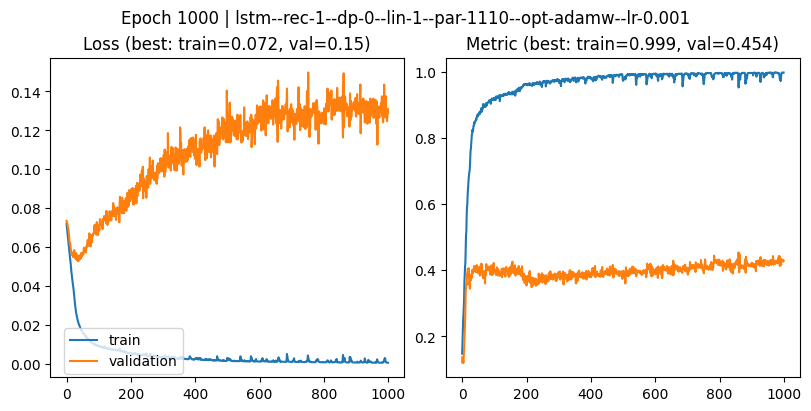 Epoch 1000 | lstm--rec-1--dp-0--lin-1--par-1110--opt-adamw--lr-0.001
Loss (best: train=0.072, val=0.15)
0.14
0.12
0.10
0.08
0.06
0.04
0.02
0.00
train
validation
0 200 400 600 800 1000
Metric (best: train=0.999, val=0.454)
1.0
0.8
0.6
0.4
0.2
0 200 400 600 800 1000